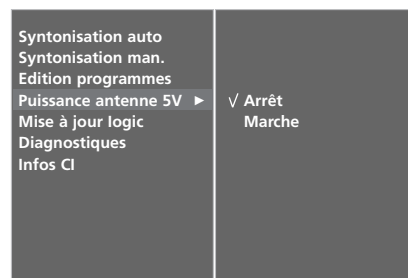 Syntonisation auto
Syntonisation man.
Edition programmes
Puissance antenne 5V ►
Mise à jour logic
Diagnostiques
Infos CI
√ Arrêt
Marche